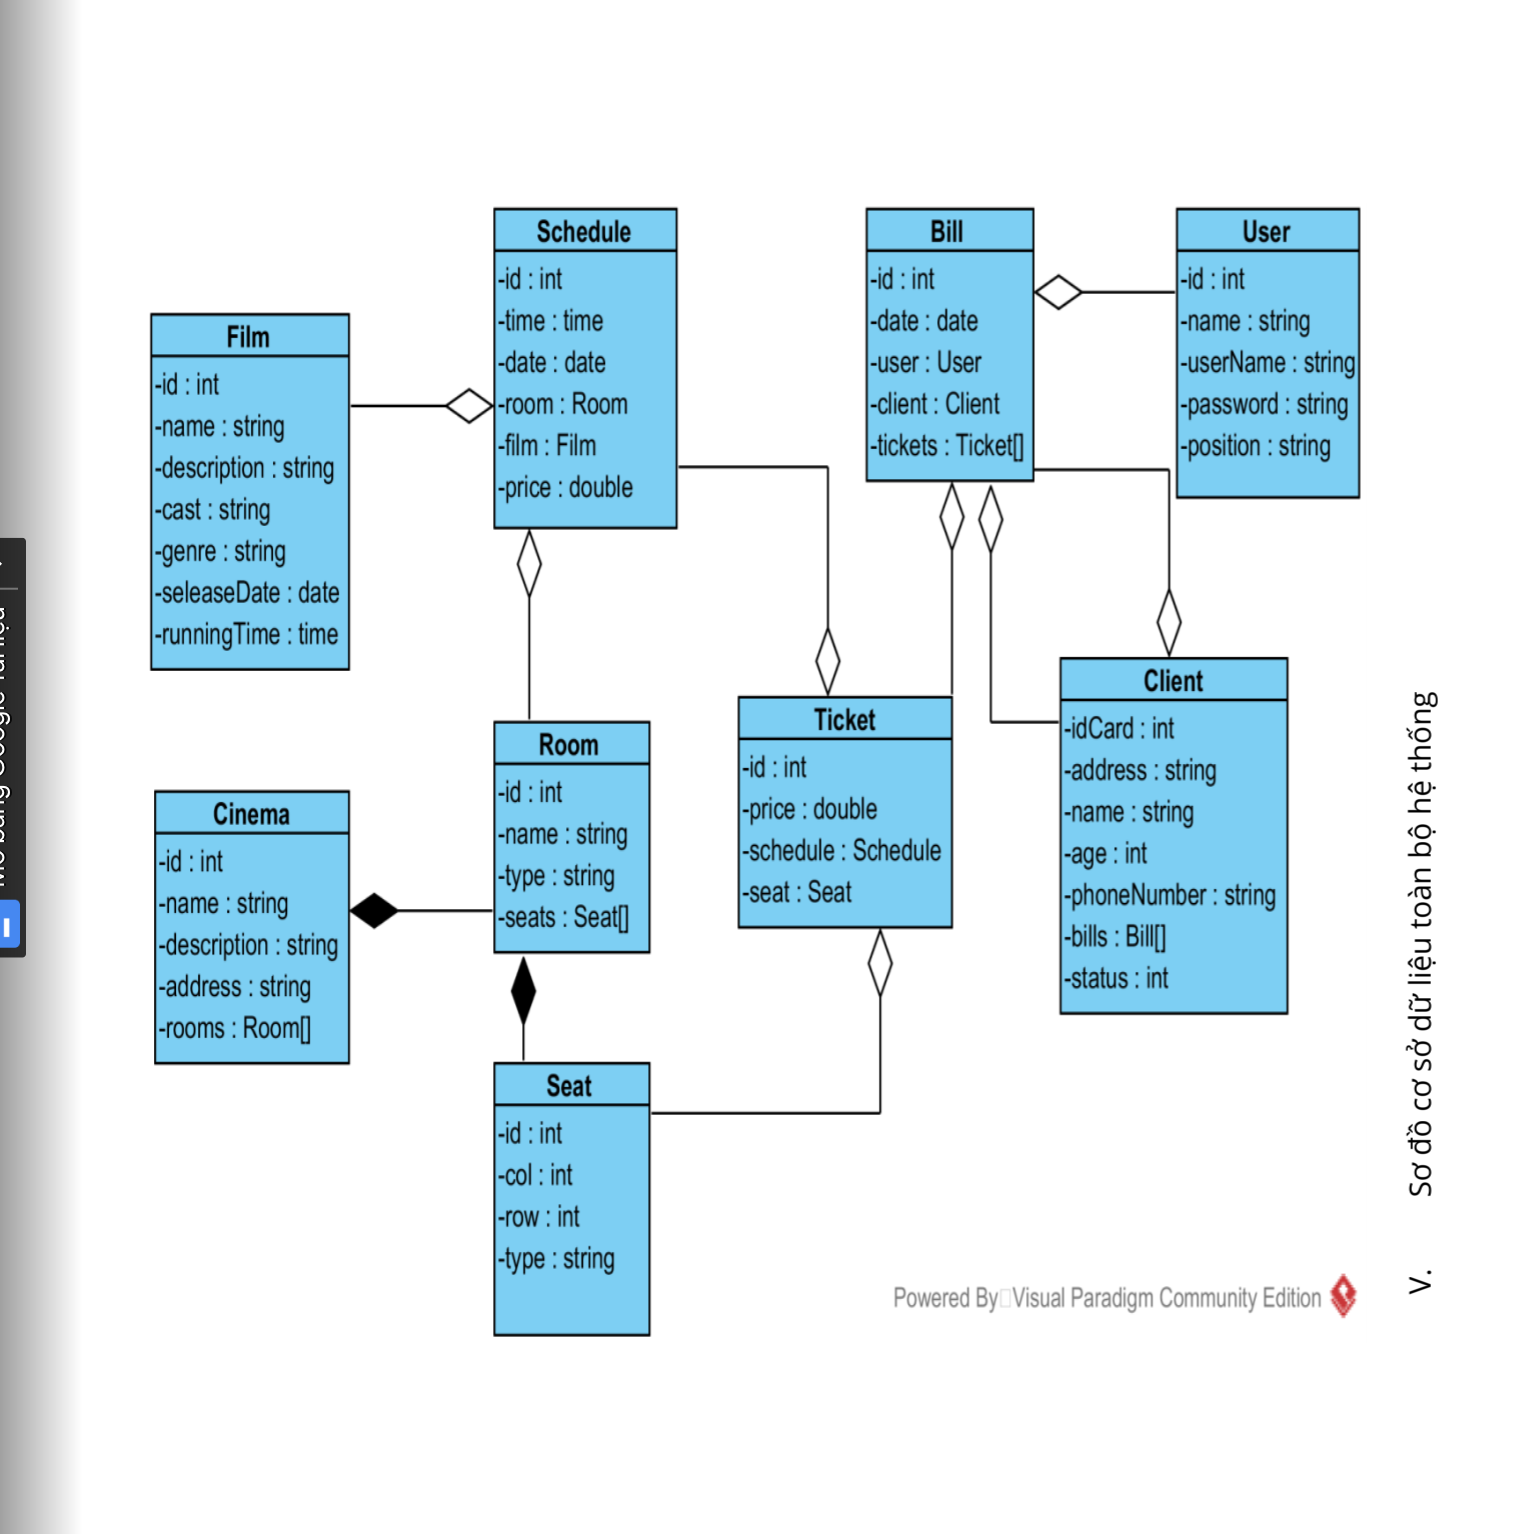 Schedule
-id : int
-time : time
-date : date
-room : Room
-film : Film
-price : double
Bill
-id : int
-date : date
-user : User
-client : Client
-tickets : Ticket[]
User
-id : int
-name : string
-userName : string
-password : string
-position : string
Film
-id : int
-name : string
-description : string
-cast : string
-genre : string
-seleaseDate : date
-runningTime : time
Room
-id : int
-name : string
-type : string
-seats : Seat[]
Ticket
-id : int
-price : double
-schedule : Schedule
-seat : Seat
Client
-idCard : int
-address : string
-name : string
-age : int
-phoneNumber : string
-bills : Bill[]
-status : int
Cinema
-id : int
-name : string
-description : string
-address : string
-rooms : Room[]
Seat
-id : int
-col : int
-row : int
-type : string
Powered By Visual Paradigm Community Edition
V. Sơ đồ cơ sở dữ liệu toàn bộ hệ thống